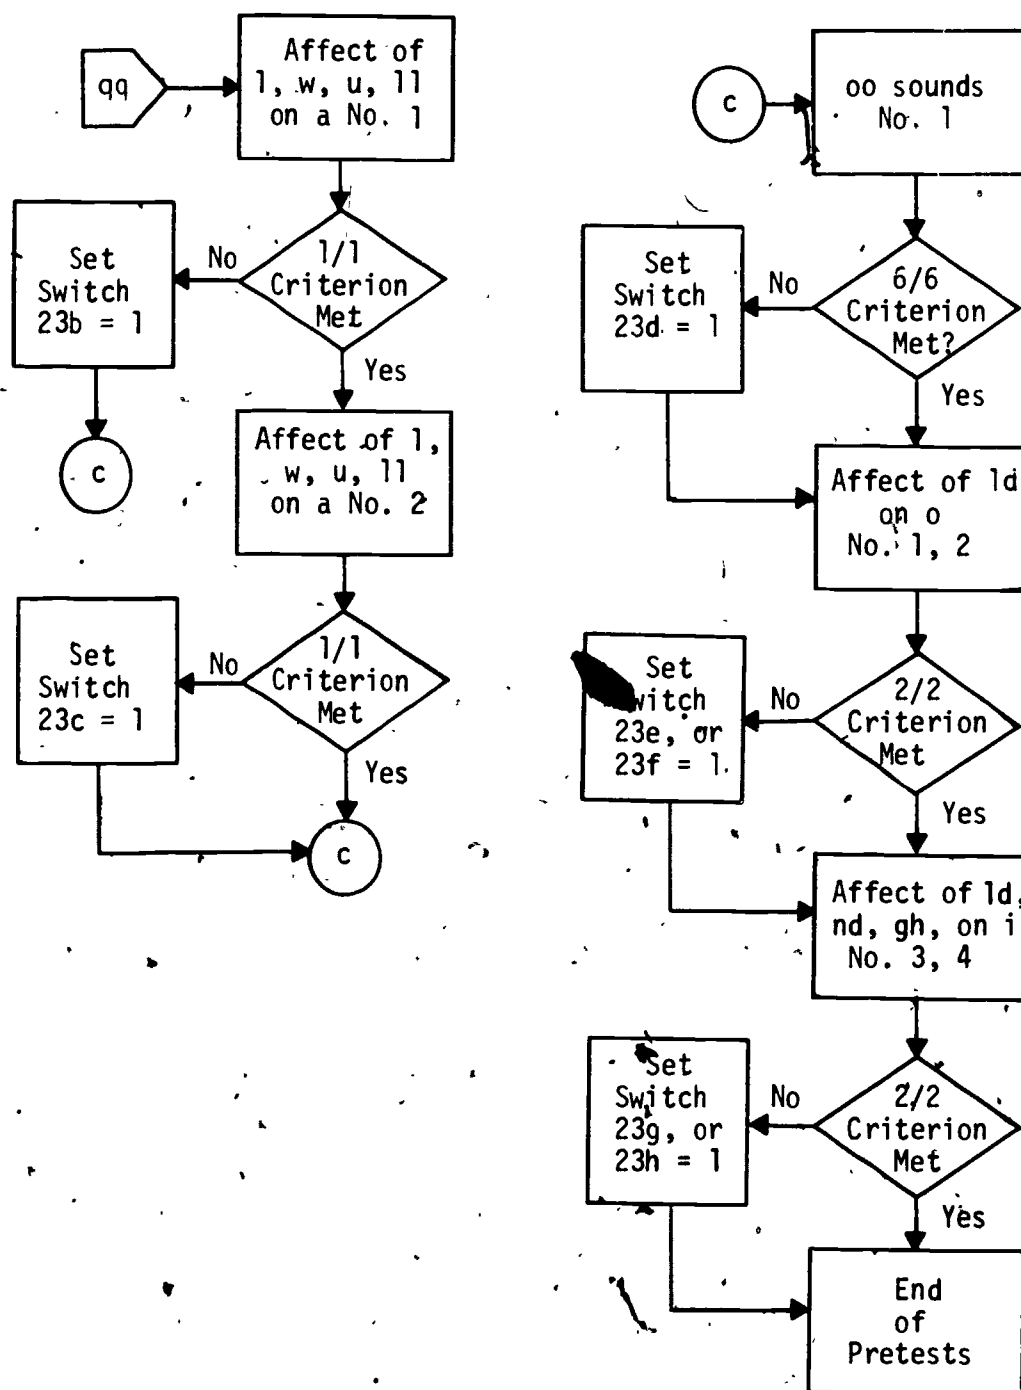 qq
Affect of
l, w, u, ll
on a No. 1
1/1
Criterion
Met
No
Set
Switch
23b = 1
c
Yes
Affect of l,
w, u, ll
on a No. 2
1/1
Criterion
Met
No
Set
Switch
23c = 1
Yes
c
c
oo sounds
No. 1
6/6
Criterion
Met?
No
Set
Switch
23d = 1
Yes
Affect of ld
on o
No. 1, 2
2/2
Criterion
Met
No
Set
witch
23e, or
23f = 1
Yes
Affect of ld,
nd, gh, on i
No. 3, 4
2/2
Criterion
Met
No
Set
Switch
23g, or
23h = 1
Yes
End
of
Pretests